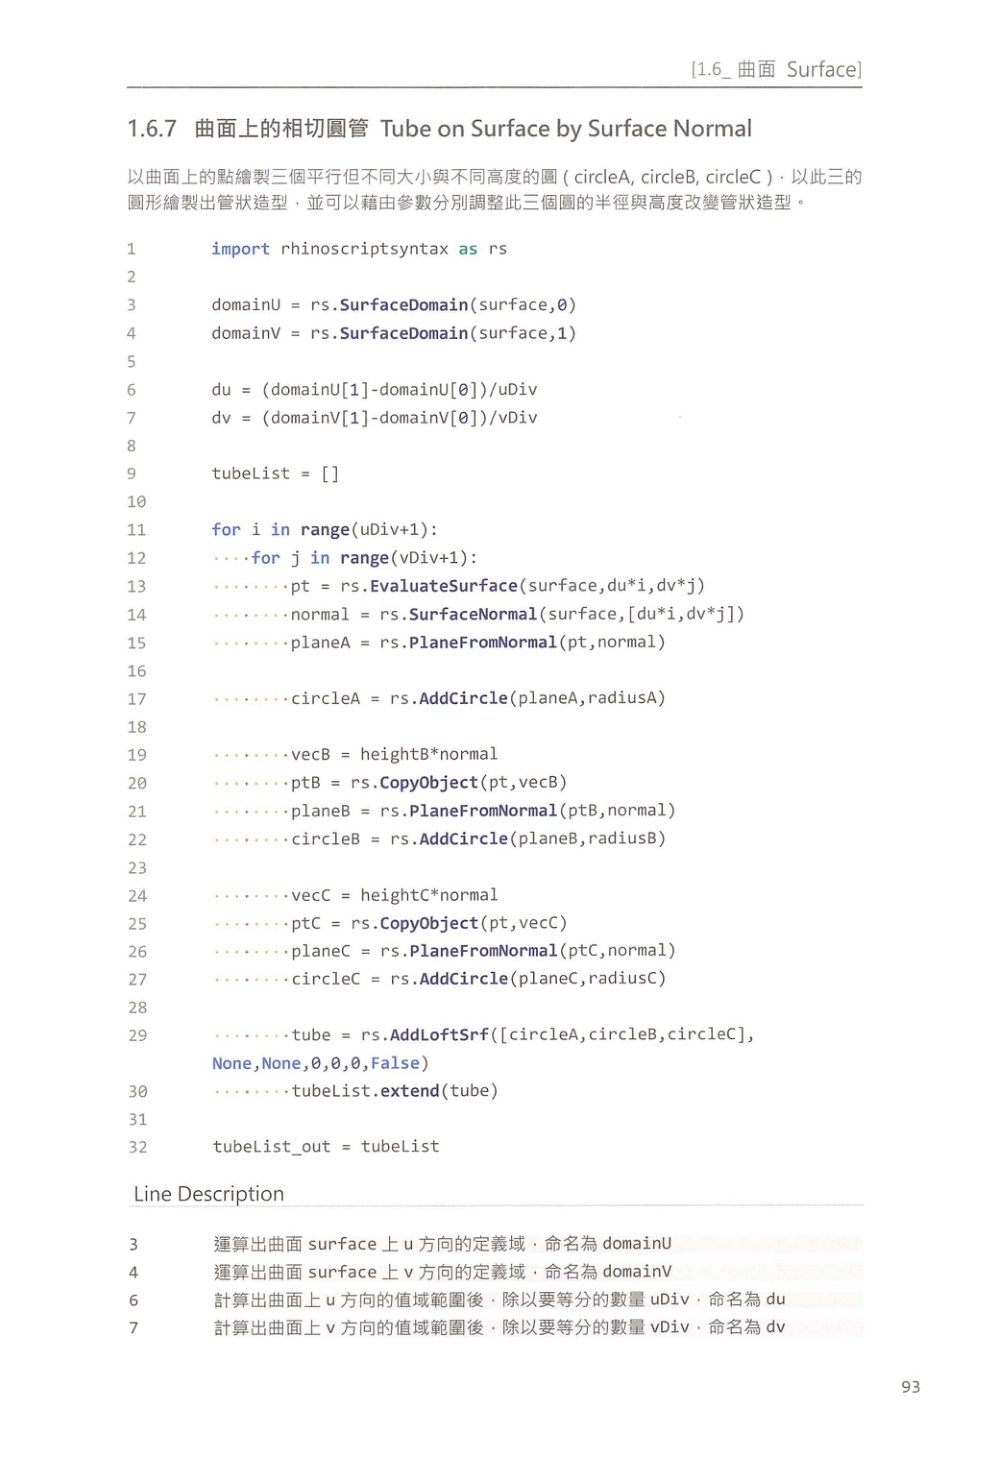 [1.6_ 曲面 Surface]
1.6.7 曲面上的相切圓管 Tube on Surface by Surface Normal
以曲面上的點繪製三個平行但不同大小與不同高度的圓 ( circleA, circleB, circleC )，以此三的
圓形繪製出管狀造型，並可以藉由參數分別調整此三個圓的半徑與高度改變管狀造型。
1 import rhinoscriptsyntax as rs
2
3 domainU = rs.SurfaceDomain(surface,0)
4 domainV = rs.SurfaceDomain(surface,1)
5
6 du = (domainU[1]-domainU[0])/uDiv
7 dv = (domainV[1]-domainV[0])/vDiv
8
9 tubeList = []
10
11 for i in range(uDiv+1):
12 ····for j in range(vDiv+1):
13 ········pt = rs.EvaluateSurface(surface,du*i,dv*j)
14 ········normal = rs.SurfaceNormal(surface,[du*i,dv*j])
15 ········planeA = rs.PlaneFromNormal(pt,normal)
16
17 ········circleA = rs.AddCircle(planeA,radiusA)
18
19 ········vecB = heightB*normal
20 ········ptB = rs.CopyObject(pt,vecB)
21 ········planeB = rs.PlaneFromNormal(ptB,normal)
22 ········circleB = rs.AddCircle(planeB,radiusB)
23
24 ········vecC = heightC*normal
25 ········ptC = rs.CopyObject(pt,vecC)
26 ········planeC = rs.PlaneFromNormal(ptC,normal)
27 ········circleC = rs.AddCircle(planeC,radiusC)
28
29 ········tube = rs.AddLoftSrf([circleA,circleB,circleC],
None,None,0,0,0,False)
30 ········tubeList.extend(tube)
31
32 tubeList_out = tubeList
Line Description
3 運算出曲面 surface 上 u 方向的定義域，命名為 domainU
4 運算出曲面 surface 上 v 方向的定義域，命名為 domainV
6 計算出曲面上 u 方向的值域範圍後，除以要等分的數量 uDiv，命名為 du
7 計算出曲面上 v 方向的值域範圍後，除以要等分的數量 vDiv，命名為 dv
93